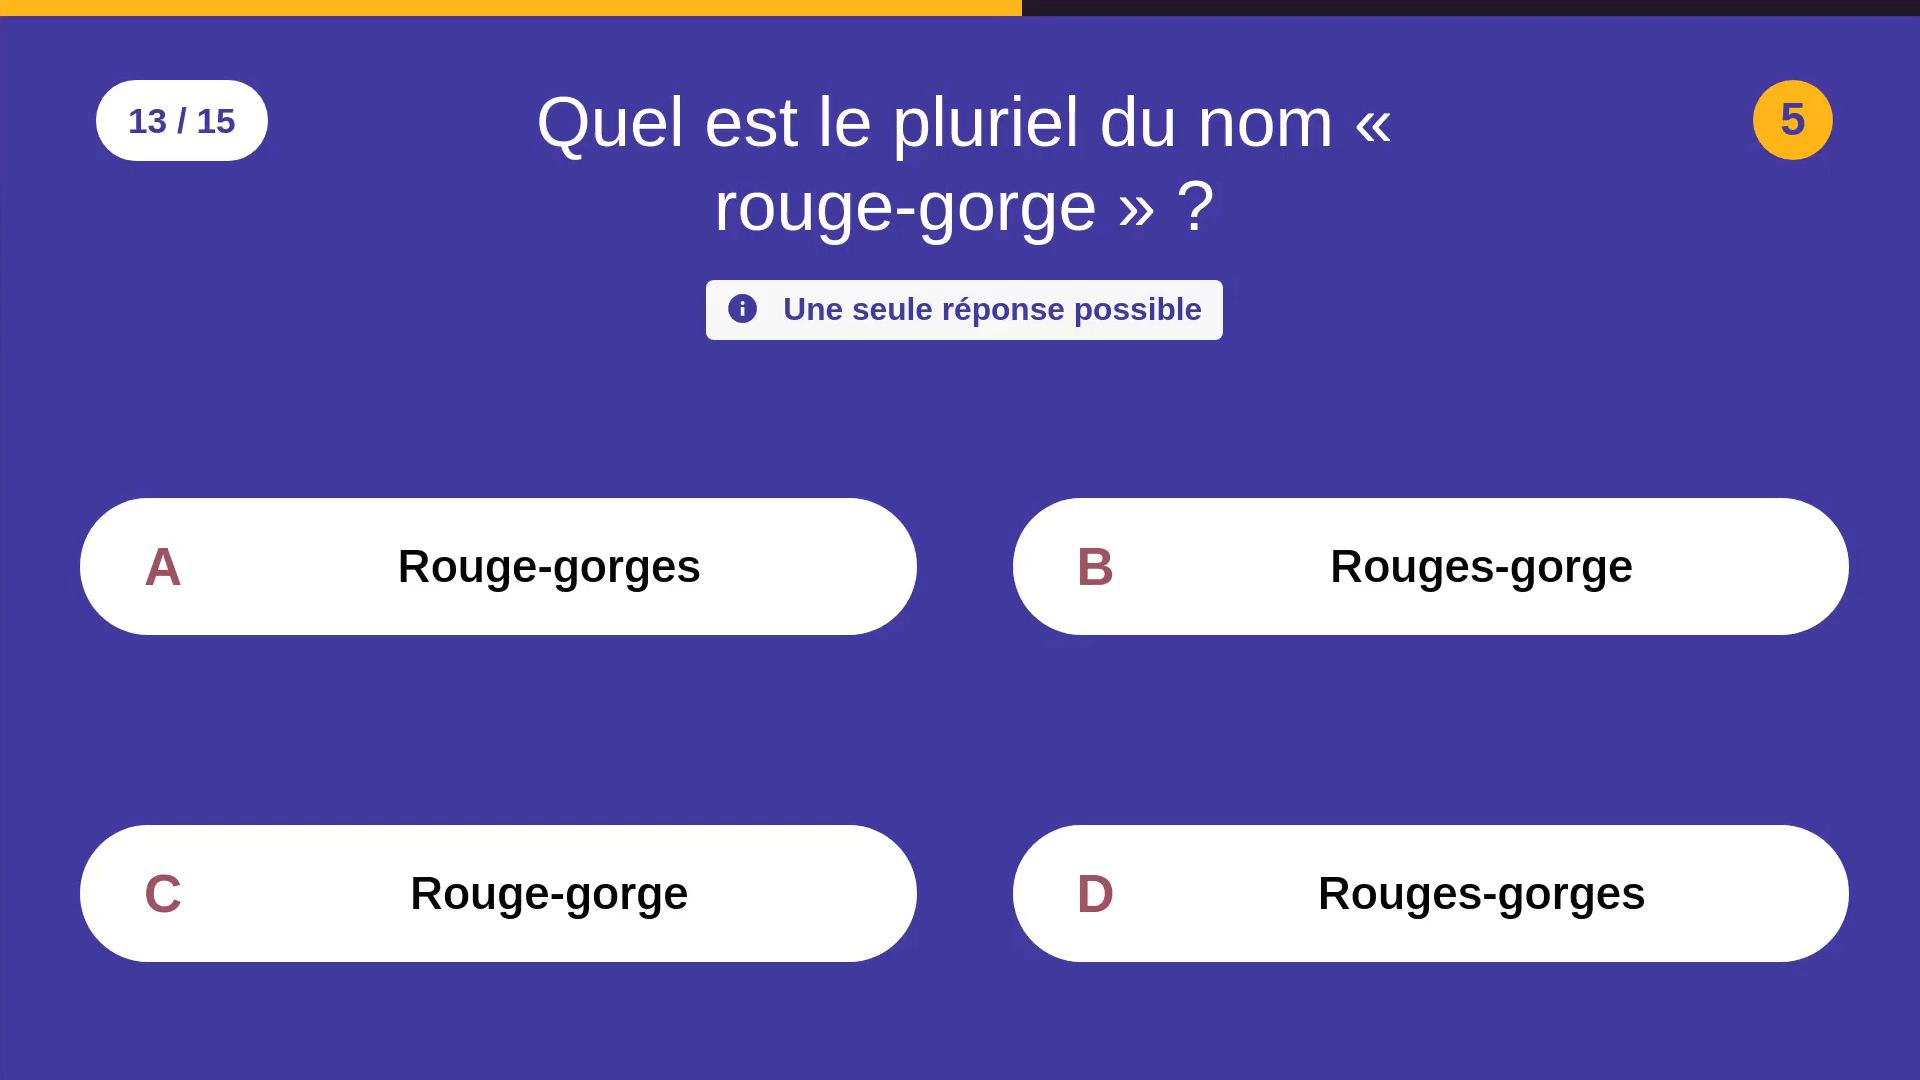 13 / 15
Quel est le pluriel du nom «
rouge-gorge » ?
5
Une seule réponse possible
A
Rouge-gorges
B
Rouges-gorge
C
Rouge-gorge
D
Rouges-gorges